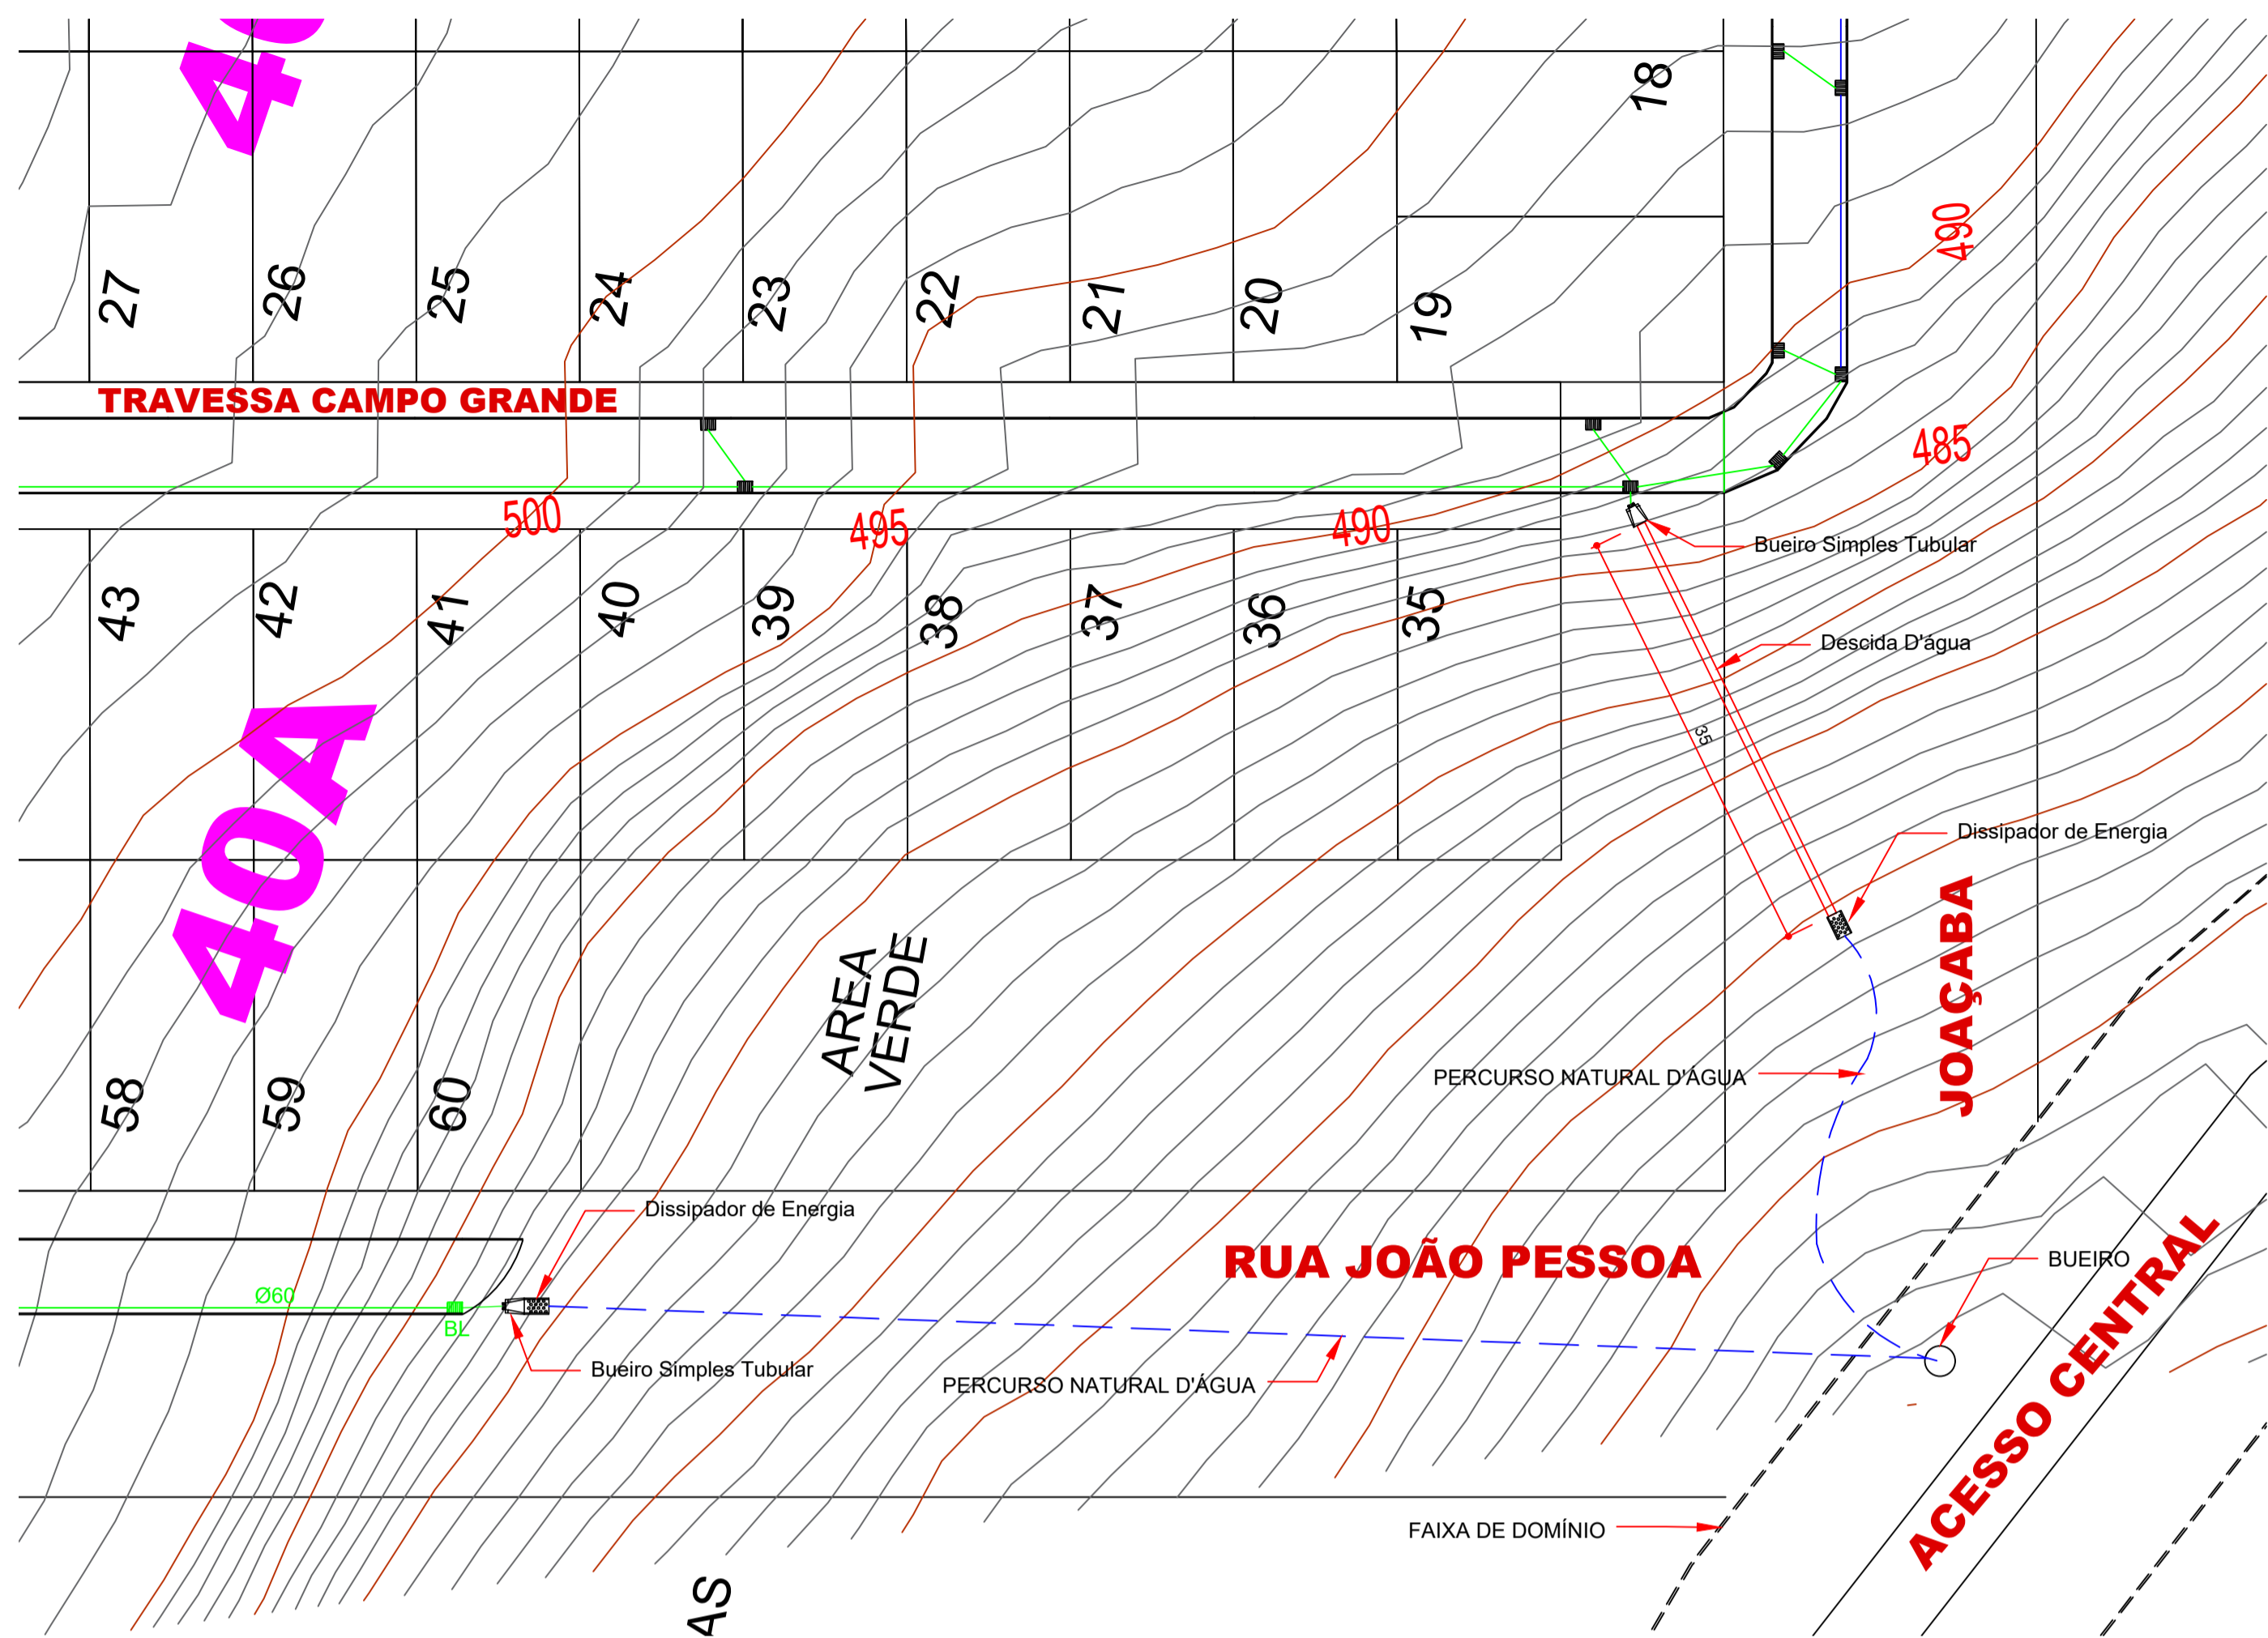 18
27
26
25
24
23
22
21
20
19
490
TRAVESSA CAMPO GRANDE
485
500
495
490
Bueiro Simples Tubular
43
42
41
40
39
38
37
36
35
Descida D'água
35
400A
Dissipador de Energia
JOAÇABA
AREA
VERDE
PERCURSO NATURAL D'ÁGUA
58
59
60
Dissipador de Energia
RUA JOÃO PESSOA
BUEIRO
Ø60
BL
Bueiro Simples Tubular
PERCURSO NATURAL D'ÁGUA
ACESSO CENTRAL
FAIXA DE DOMÍNIO
AS